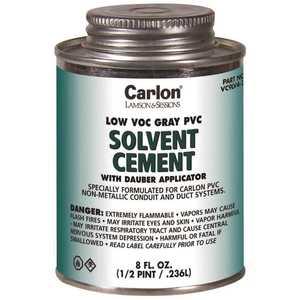 Carlon®
LAMSON & SESSIONS
PART NO.
LOW VOC GRAY PVC
SOLVENT
CEMENT
WITH DAUBER APPLICATOR
SPECIALLY FORMULATED FOR CARLON PVC
NON-METALLIC CONDUIT AND DUCT SYSTEMS.
DANGER: EXTREMELY FLAMMABLE • VAPORS MAY CAUSE
FLASH FIRES • MAY IRRITATE EYES AND SKIN • VAPOR HARMFUL
• MAY IRRITATE RESPIRATORY TRACT AND CAUSE CENTRAL
NERVOUS SYSTEM DEPRESSION • HARMFUL OR FATAL IF
SWALLOWED • READ LABEL CAREFULLY PRIOR TO USE.
8 FL. OZ.
(1/2 PINT / .236L)